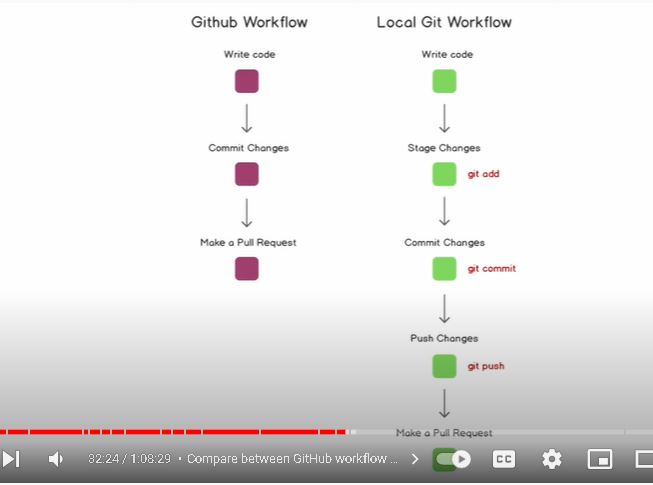 Github Workflow
Local Git Workflow
Write code
Write code
Commit Changes
Stage Changes
git add
Make a Pull Request
Commit Changes
git commit
Push Changes
git push
Make a Pull Request
32:24 / 1:08:29 • Compare between GitHub workflow ...
CC